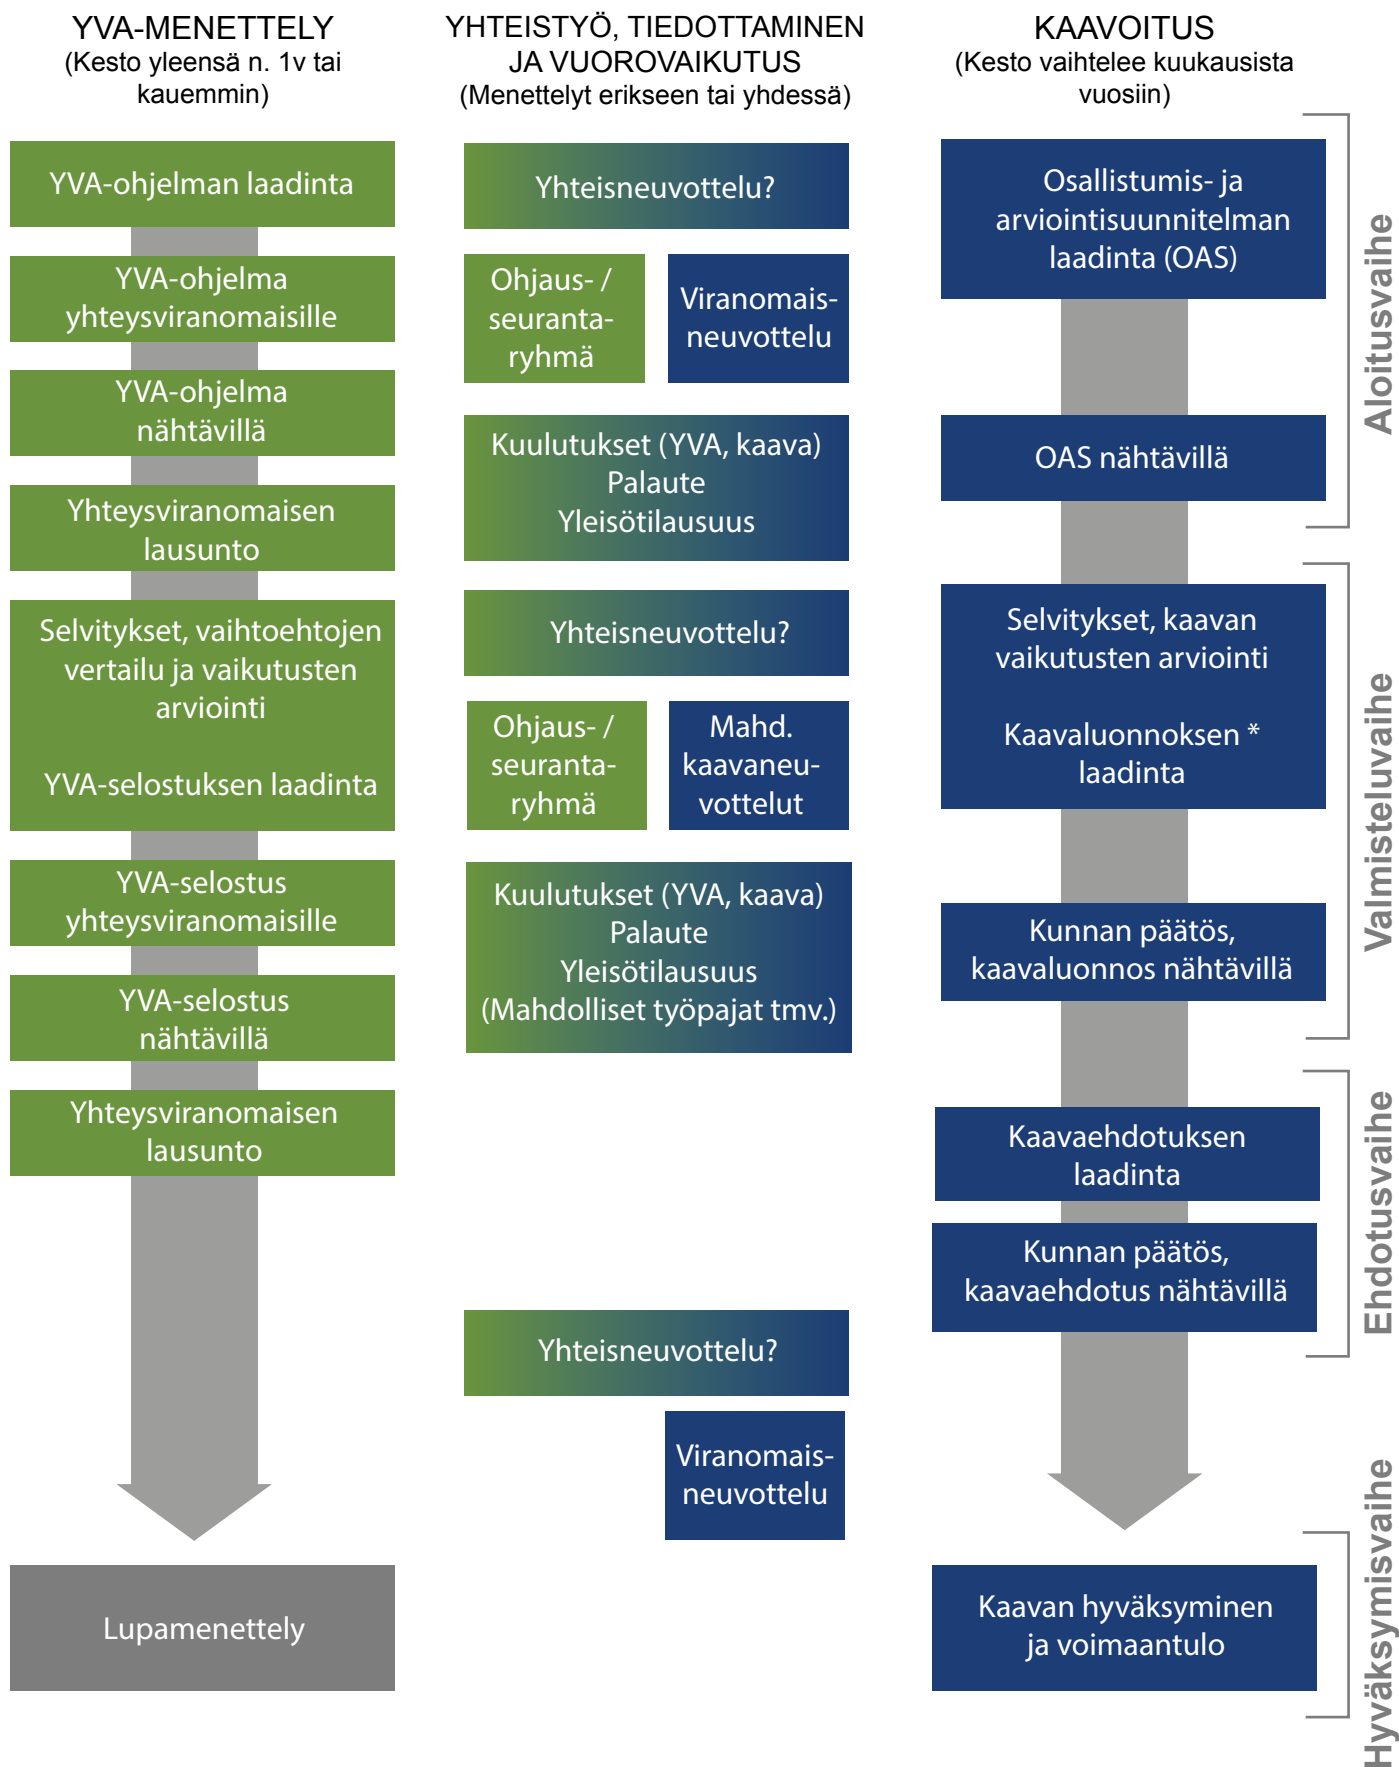 YVA-MENETTELY
(Kesto yleensä n. 1v tai
kauemmin)
YVA-ohjelman laadinta
YVA-ohjelma
yhteysviranomaisille
YVA-ohjelma
nähtävillä
Yhteysviranomaisen
lausunto
Selvitykset, vaihtoehtojen
vertailu ja vaikutusten
arviointi
YVA-selostuksen laadinta
YVA-selostus
yhteysviranomaisille
YVA-selostus
nähtävillä
Yhteysviranomaisen
lausunto
Lupamenettely
YHTEISTYÖ, TIEDOTTAMINEN
JA VUOROVAIKUTUS
(Menettelyt erikseen tai yhdessä)
Yhteisneuvottelu?
Ohjaus- /
seuranta-
ryhmä
Viranomais-
neuvottelu
Kuulutukset (YVA, kaava)
Palaute
Yleisötilausuus
Yhteisneuvottelu?
Ohjaus- /
seuranta-
ryhmä
Mahd.
kaavaneu-
vottelut
Kuulutukset (YVA, kaava)
Palaute
Yleisötilausuus
(Mahdolliset työpajat tmv.)
Yhteisneuvottelu?
Viranomais-
neuvottelu
KAAVOITUS
(Kesto vaihtelee kuukausista
vuosiin)
Osallistumis- ja
arviointisuunnitelman
laadinta (OAS)
OAS nähtävillä
Selvitykset, kaavan
vaikutusten arviointi
Kaavaluonnoksen *
laadinta
Kunnan päätös,
kaavaluonnos nähtävillä
Kaavaehdotuksen
laadinta
Kunnan päätös,
kaavaehdotus nähtävillä
Kaavan hyväksyminen
ja voimaantulo
Aloitusvaihe
Valmisteluvaihe
Ehdotusvaihe
Hyväksymisvaihe